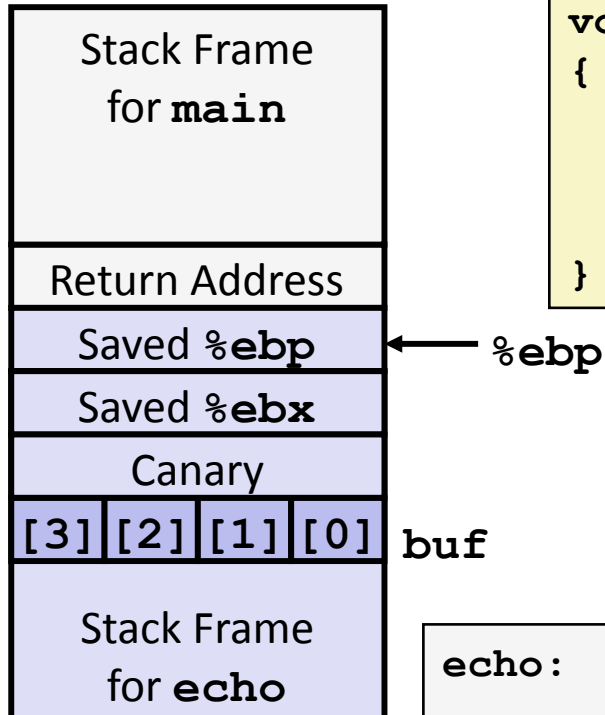 Stack Frame
for main
Return Address
Saved %ebp
%ebp
Saved %ebx
Canary
[3] [2] [1] [0]
buf
Stack Frame
for echo
{
}
echo: